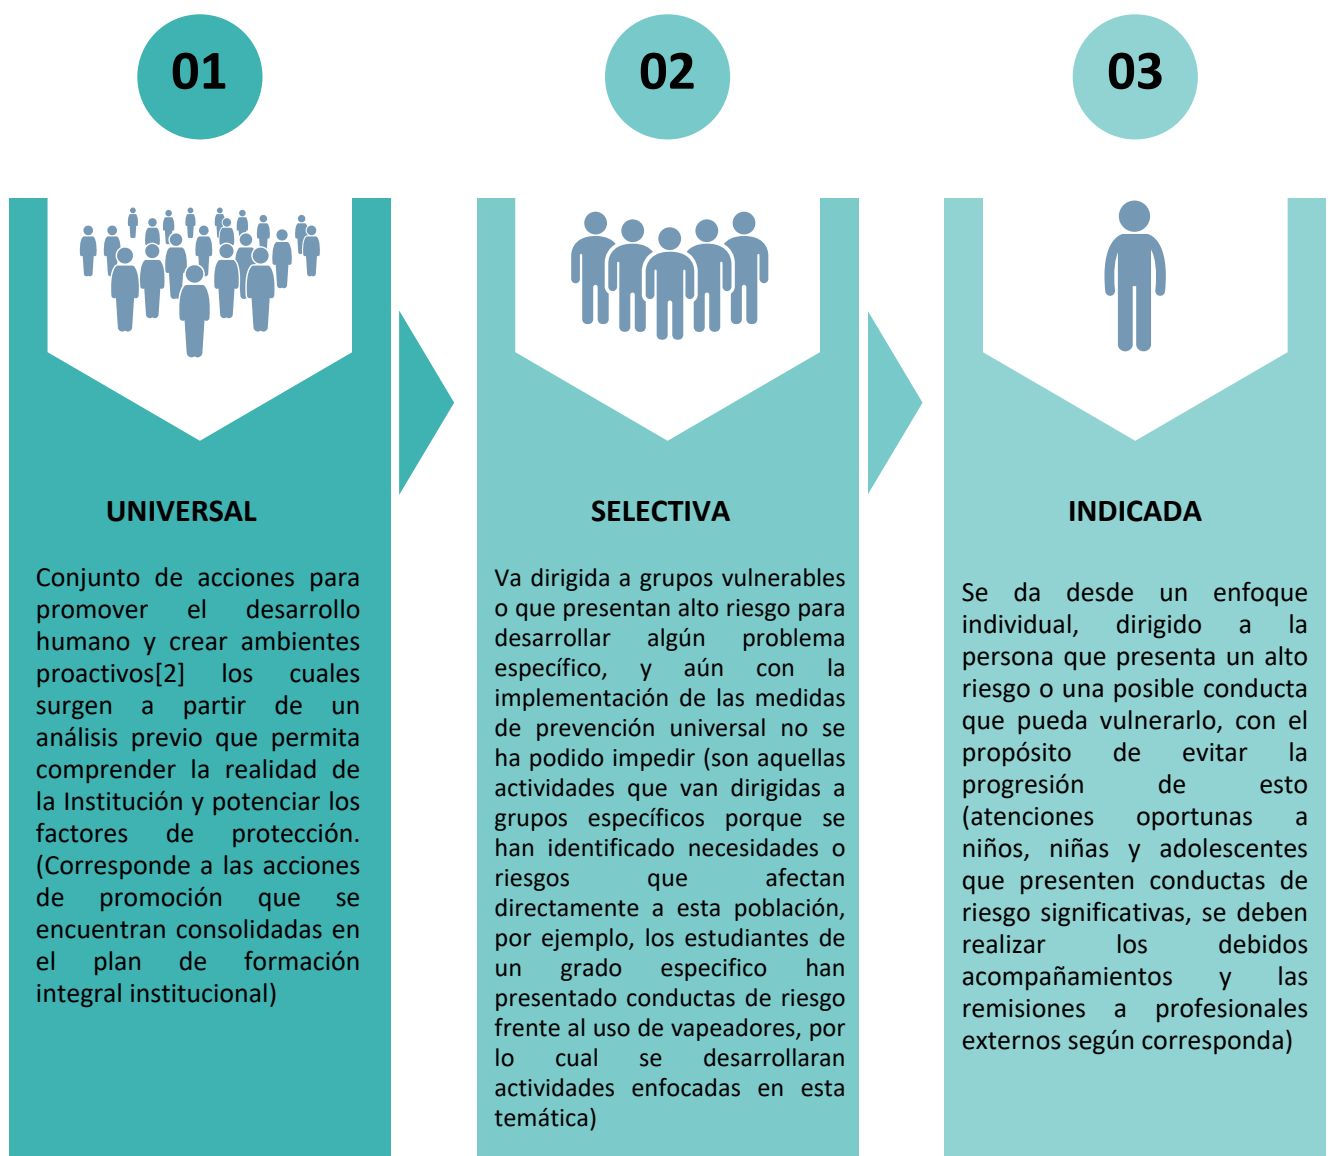 01
UNIVERSAL
Conjunto de acciones para
promover el desarrollo
humano y crear ambientes
proactivos[2] los cuales
surgen a partir de un
análisis previo que permita
comprender la realidad de
la Institución y potenciar los
factores de protección.
(Corresponde a las acciones
de promoción que se
encuentran consolidadas en
el plan de formación
integral institucional)
02
SELECTIVA
Va dirigida a grupos vulnerables
o que presentan alto riesgo para
desarrollar algún problema
específico, y aún con la
implementación de las medidas
de prevención universal no se
ha podido impedir (son aquellas
actividades que van dirigidas a
grupos específicos porque se
han identificado necesidades o
riesgos que afectan
directamente a esta población,
por ejemplo, los estudiantes de
un grado especifico han
presentado conductas de riesgo
frente al uso de vapeadores, por
lo cual se desarrollaran
actividades enfocadas en esta
temática)
03
INDICADA
Se da desde un enfoque
individual, dirigido a la
persona que presenta un alto
riesgo o una posible conducta
que pueda vulnerarlo, con el
propósito de evitar la
progresión de esto
(atenciones oportunas a
niños, niñas y adolescentes
que presenten conductas de
riesgo significativas, se deben
realizar los debidos
acompañamientos y las
remisiones a profesionales
externos según corresponda)